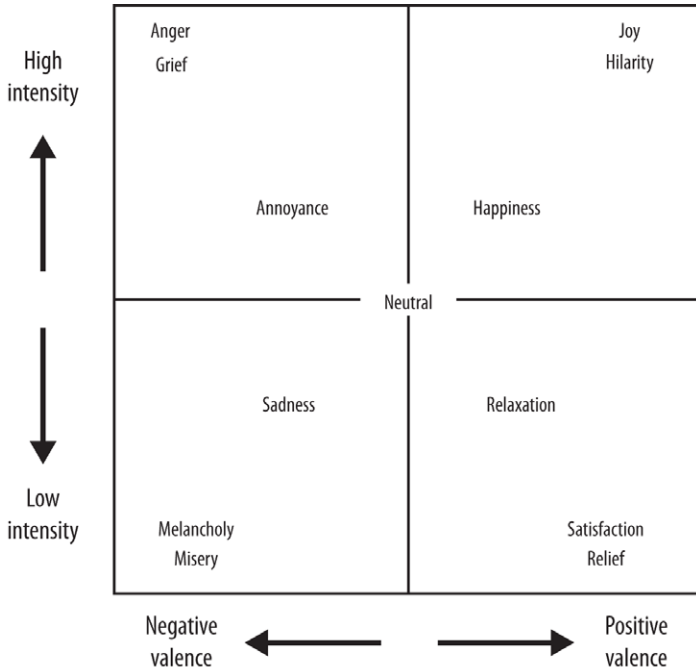 Anger
Joy
High
intensity
Grief
Hilarity
Annoyance
Happiness
Neutral
Sadness
Relaxation
Low
intensity
Melancholy
Satisfaction
Misery
Relief
Negative
valence
Positive
valence